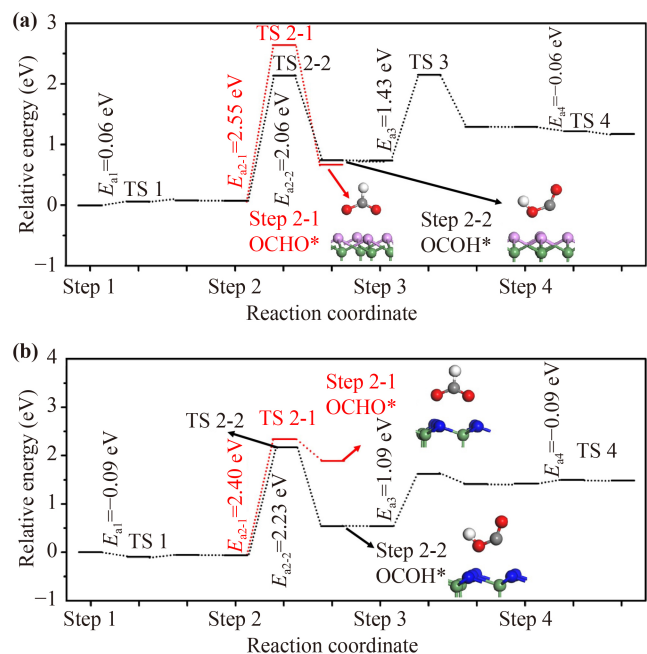 (a)
3
2
1
0
−1
Relative energy (eV)
E_a1=0.06 eV
TS 1
E_a2-1=2.55 eV
TS 2-1
TS 2-2
E_a2-2=2.06 eV
E_a3=1.43 eV
TS 3
E_a4=−0.06 eV
TS 4
Step 2-1
OCHO*
Step 2-2
OCOH*
Step 1
Step 2
Step 3
Step 4
Reaction coordinate
(b)
4
3
2
1
0
−1
Relative energy (eV)
E_a1=−0.09 eV
TS 1
TS 2-2
E_a2-1=2.40 eV
TS 2-1
E_a2-2=2.23 eV
Step 2-1
OCHO*
E_a3=1.09 eV
Step 2-2
OCOH*
E_a4=−0.09 eV
TS 4
Step 1
Step 2
Step 3
Step 4
Reaction coordinate